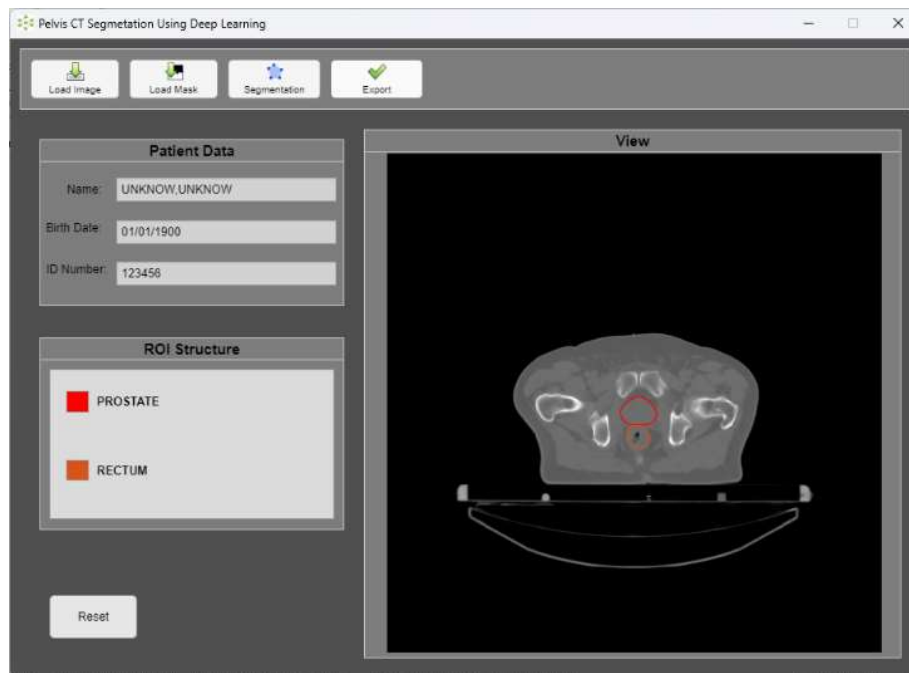 Pelvis CT Segmetation Using Deep Learning
Load Image
Load Mask
Segmentation
Export
Patient Data
Name:
UNKNOW,UNKNOW
Birth Date:
01/01/1900
ID Number:
123456
ROI Structure
PROSTATE
RECTUM
Reset
View